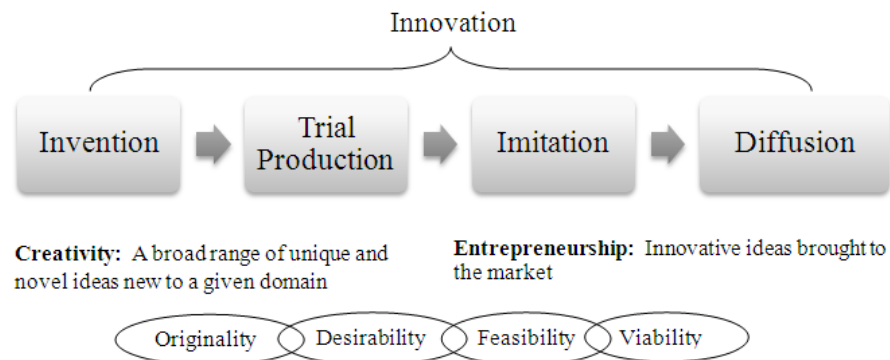 Innovation
Invention
Trial
Production
Imitation
Diffusion
Creativity: A broad range of unique and
novel ideas new to a given domain
Entrepreneurship: Innovative ideas brought to
the market
Originality
Desirability
Feasibility
Viability